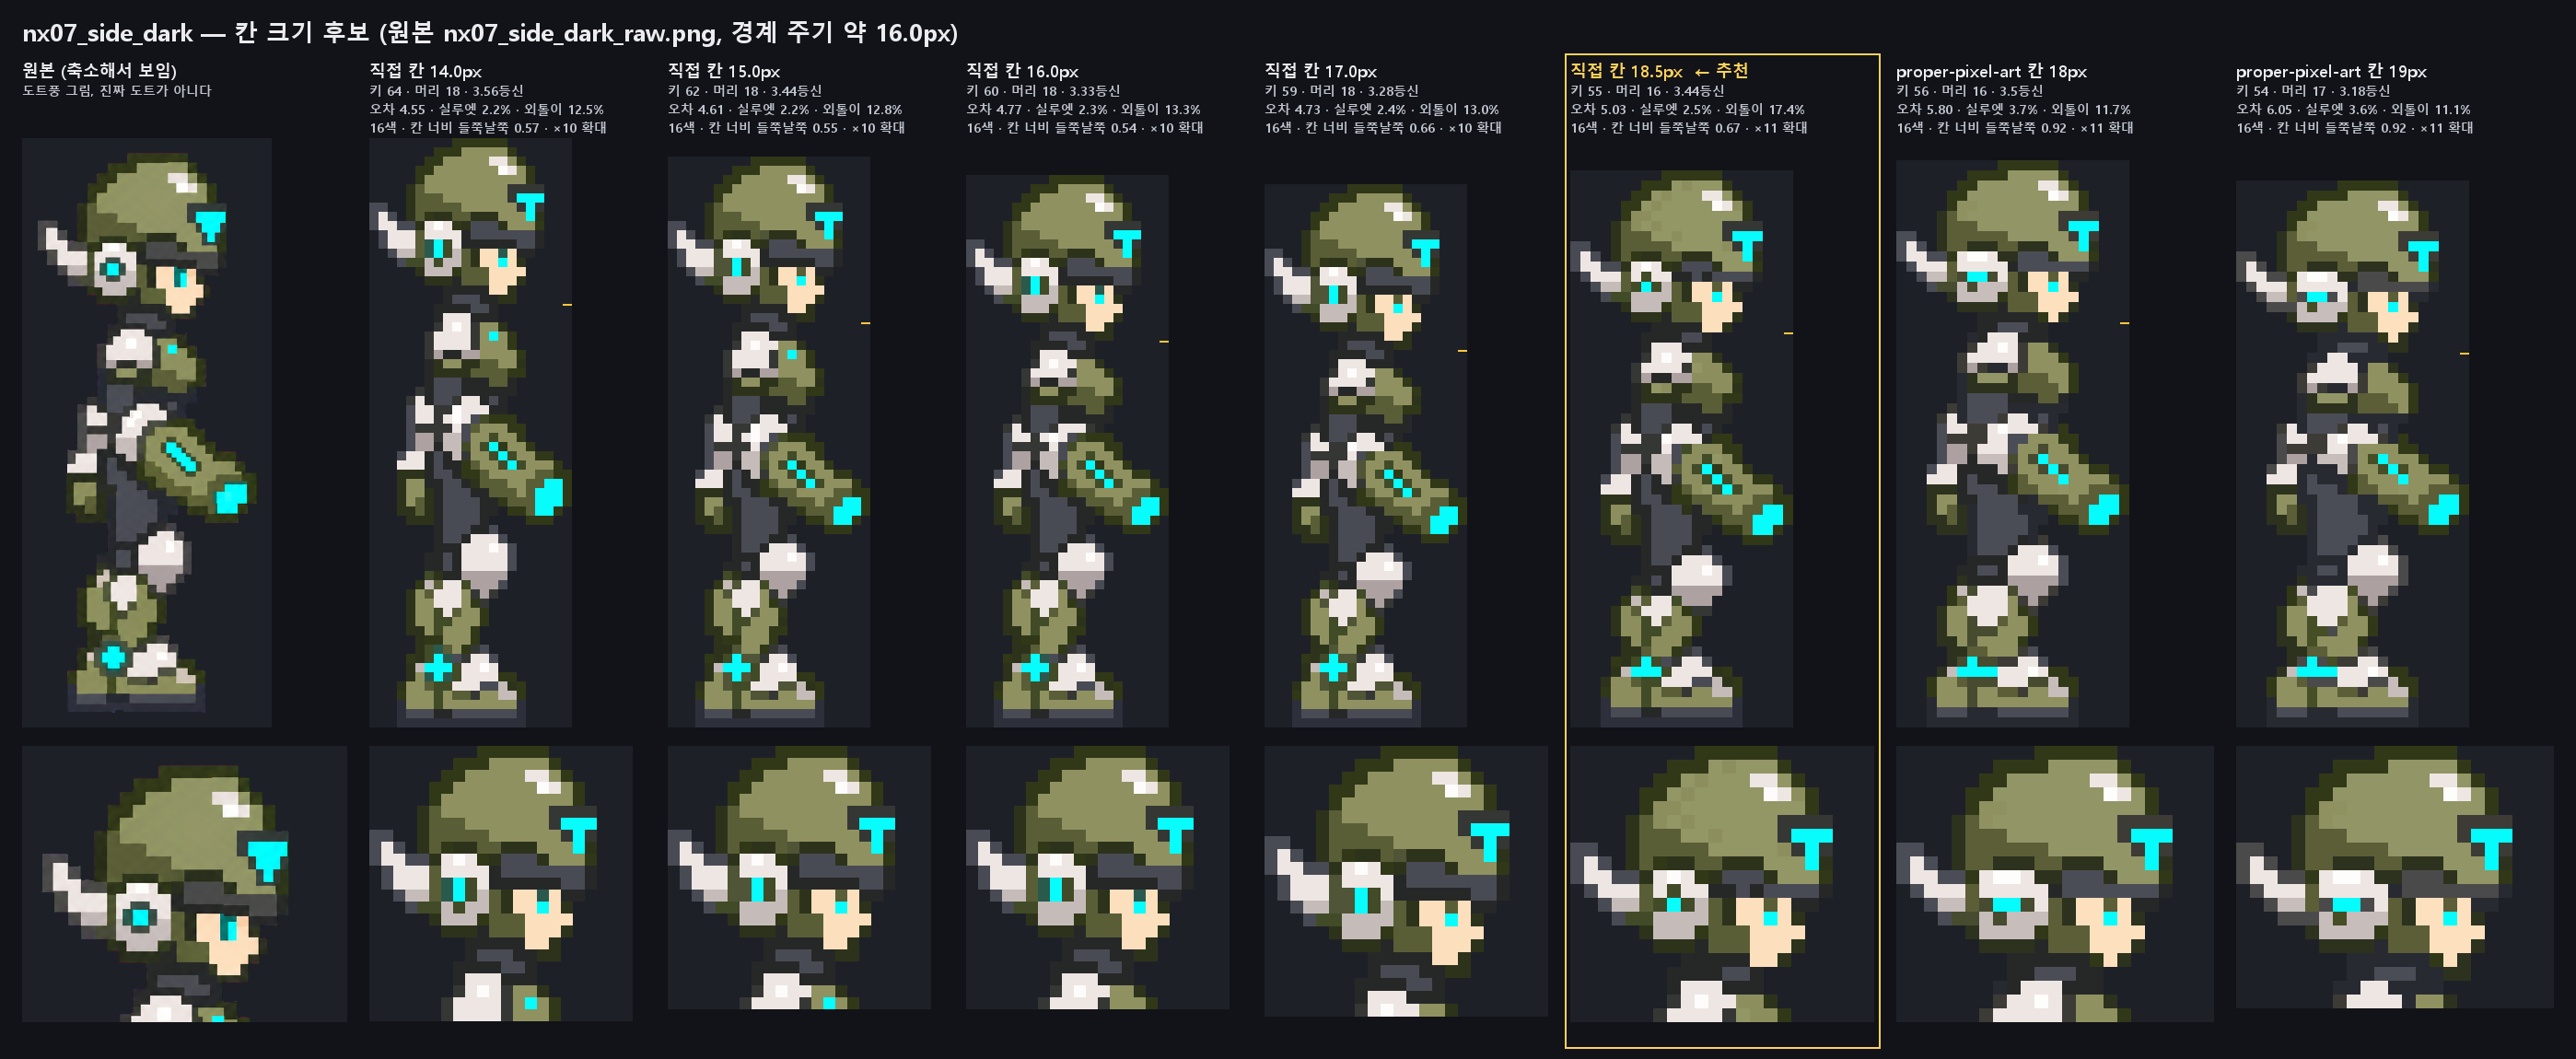 nx07_side_dark — 칸 크기 후보 (원본 nx07_side_dark_raw.png, 경계 주기 약 16.0px)
원본 (축소해서 보임)
도트풍 그림, 진짜 도트가 아니다
직접 칸 14.0px
키 64 · 머리 18 · 3.56등신
오차 4.55 · 실루엣 2.2% · 외톨이 12.5%
16색 · 칸 너비 들쭉날쭉 0.57 · ×10 확대
직접 칸 15.0px
키 62 · 머리 18 · 3.44등신
오차 4.61 · 실루엣 2.2% · 외톨이 12.8%
16색 · 칸 너비 들쭉날쭉 0.55 · ×10 확대
직접 칸 16.0px
키 60 · 머리 18 · 3.33등신
오차 4.77 · 실루엣 2.3% · 외톨이 13.3%
16색 · 칸 너비 들쭉날쭉 0.54 · ×10 확대
직접 칸 17.0px
키 59 · 머리 18 · 3.28등신
오차 4.73 · 실루엣 2.4% · 외톨이 13.0%
16색 · 칸 너비 들쭉날쭉 0.66 · ×10 확대
직접 칸 18.5px ← 추천
키 55 · 머리 16 · 3.44등신
오차 5.03 · 실루엣 2.5% · 외톨이 17.4%
16색 · 칸 너비 들쭉날쭉 0.67 · ×11 확대
proper-pixel-art 칸 18px
키 56 · 머리 16 · 3.5등신
오차 5.80 · 실루엣 3.7% · 외톨이 11.7%
16색 · 칸 너비 들쭉날쭉 0.92 · ×11 확대
proper-pixel-art 칸 19px
키 54 · 머리 17 · 3.18등신
오차 6.05 · 실루엣 3.6% · 외톨이 11.1%
16색 · 칸 너비 들쭉날쭉 0.92 · ×11 확대